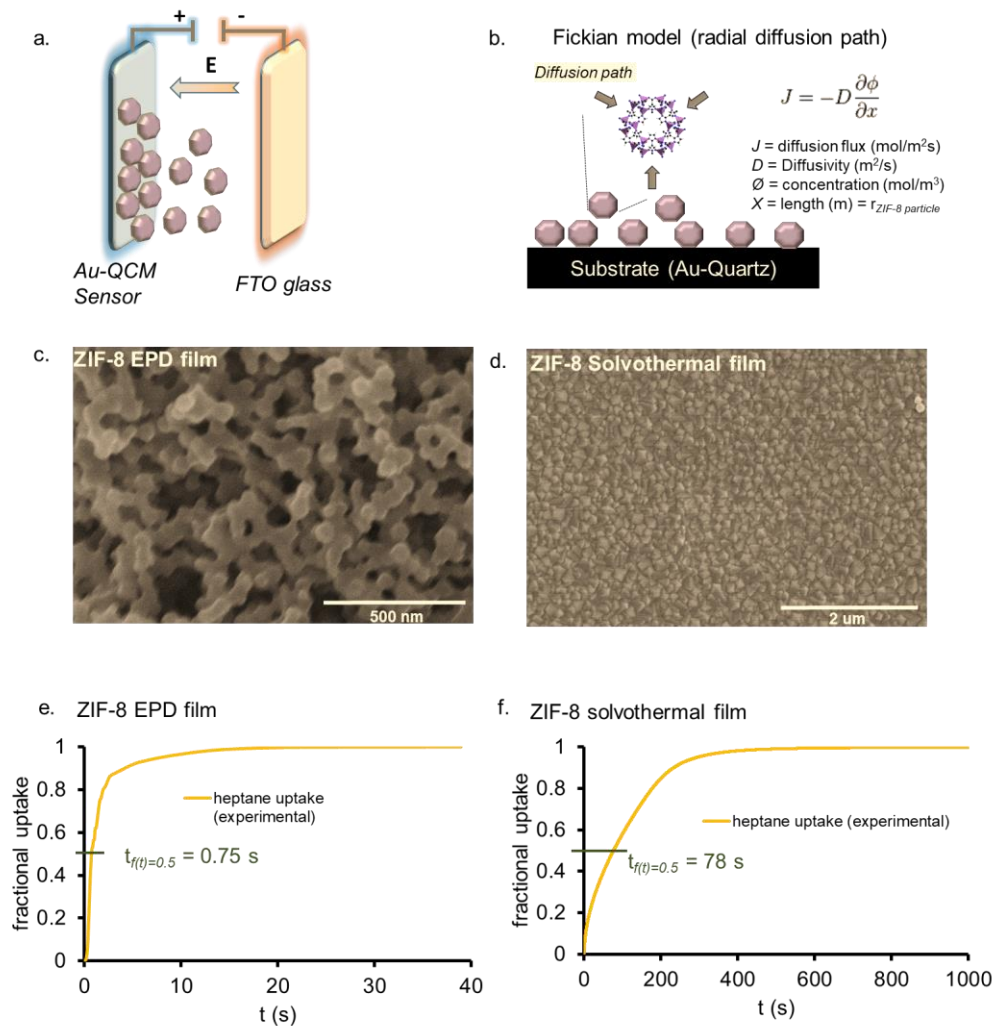 a.
+ -
E
Au-QCM
Sensor
FTO glass
b.
Fickian model (radial diffusion path)
Diffusion path
J = −D ∂ϕ/∂x
J = diffusion flux (mol/m²s)
D = Diffusivity (m²/s)
Ø = concentration (mol/m³)
X = length (m) = rZIF-8 particle
Substrate (Au-Quartz)
c.
ZIF-8 EPD film
500 nm
d.
ZIF-8 Solvothermal film
2 um
e. ZIF-8 EPD film
fractional uptake
1
0.8
0.6
0.4
0.2
0
heptane uptake
(experimental)
tf(t)=0.5 = 0.75 s
0 10 20 30 40
t (s)
f. ZIF-8 solvothermal film
fractional uptake
1
0.8
0.6
0.4
0.2
0
heptane uptake (experimental)
tf(t)=0.5 = 78 s
0 200 400 600 800 1000
t (s)